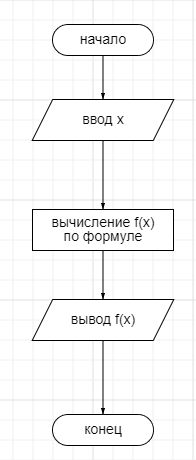 начало
ввод x
вычисление f(x)
по формуле
вывод f(x)
конец